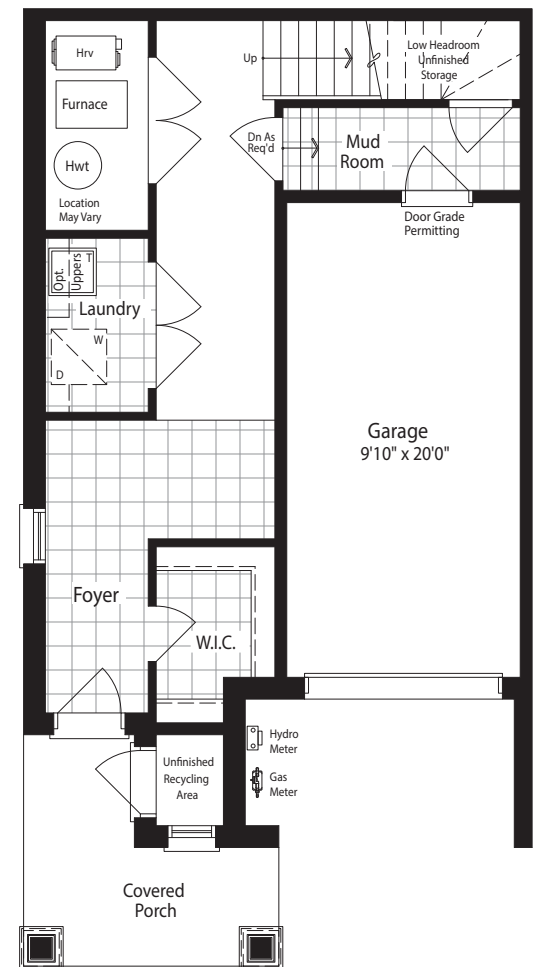 Hrv
Furnace
Hwt
Location
May Vary
Up
Low Headroom
Unfinished
Storage
Dn As
Req'd
Mud
Room
Door Grade
Permitting
Opt.
Uppers
T
Laundry
W
D
Garage
9'10" x 20'0"
Foyer
W.I.C.
Hydro
Meter
Gas
Meter
Unfinished
Recycling
Area
Covered
Porch